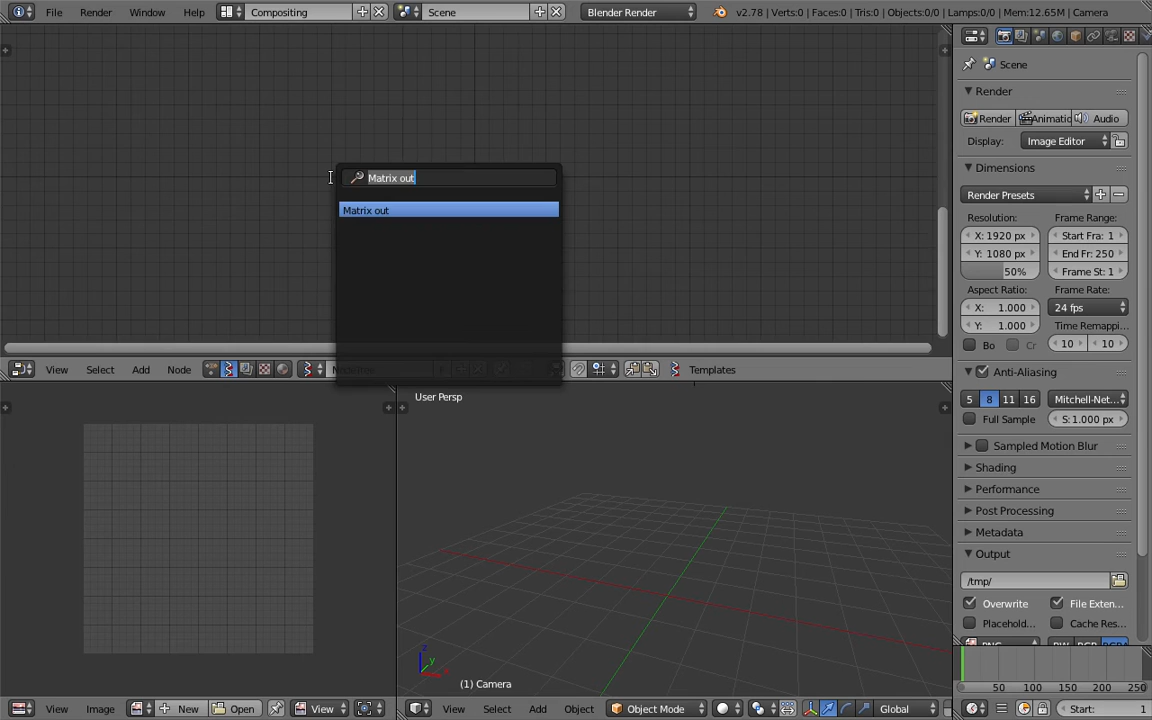 File Render Window Help Compositing Scene Blender Render v2.78 | Verts:0 | Faces:0 | Tris:0 | Objects:0/0 | Lamps:0/0 | Mem:12.65M | Camera
Scene
Render
Render Animatic Audio
Display: Image Editor
Dimensions
Render Presets
Resolution: Frame Range:
X: 1920 px Start Fra: 1
Y: 1080 px End Fr: 250
50% Frame St: 1
Aspect Ratio: Frame Rate:
X: 1.000 24 fps
Y: 1.000 Time Remappi...
Bo Cr 10 10
Anti-Aliasing
5 8 11 16 Mitchell-Net...
Full Sample S:1.000 px
Sampled Motion Blur
Shading
Performance
Post Processing
Metadata
Output
/tmp/
Overwrite File Exten...
Placehold... Cache Res...
PNG BW RGB RGBA
Matrix out
Matrix out
View Select Add Node F Templates
User Persp
z
y
x
(1) Camera
View Image New Open View
View Select Add Object Object Mode Global
50 100 150 200 250
Start: 1